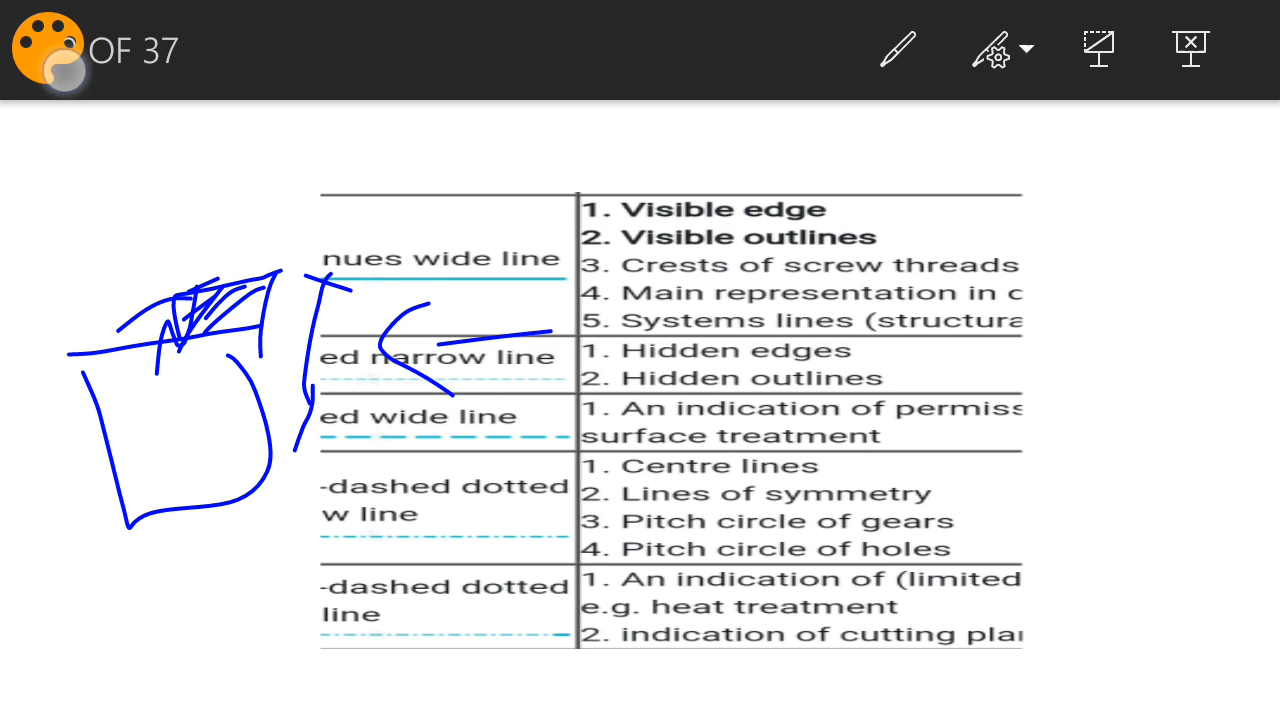 OF 37
nues wide line
1. Visible edge
2. Visible outlines
3. Crests of screw threads
4. Main representation in
5. Systems lines (structura
ed narrow line
1. Hidden edges
2. Hidden outlines
ed wide line
1. An indication of permiss
surface treatment
-dashed dotted
w line
1. Centre lines
2. Lines of symmetry
3. Pitch circle of gears
4. Pitch circle of holes
-dashed dotted
line
1. An indication of (limited
e.g. heat treatment
2. indication of cutting pla